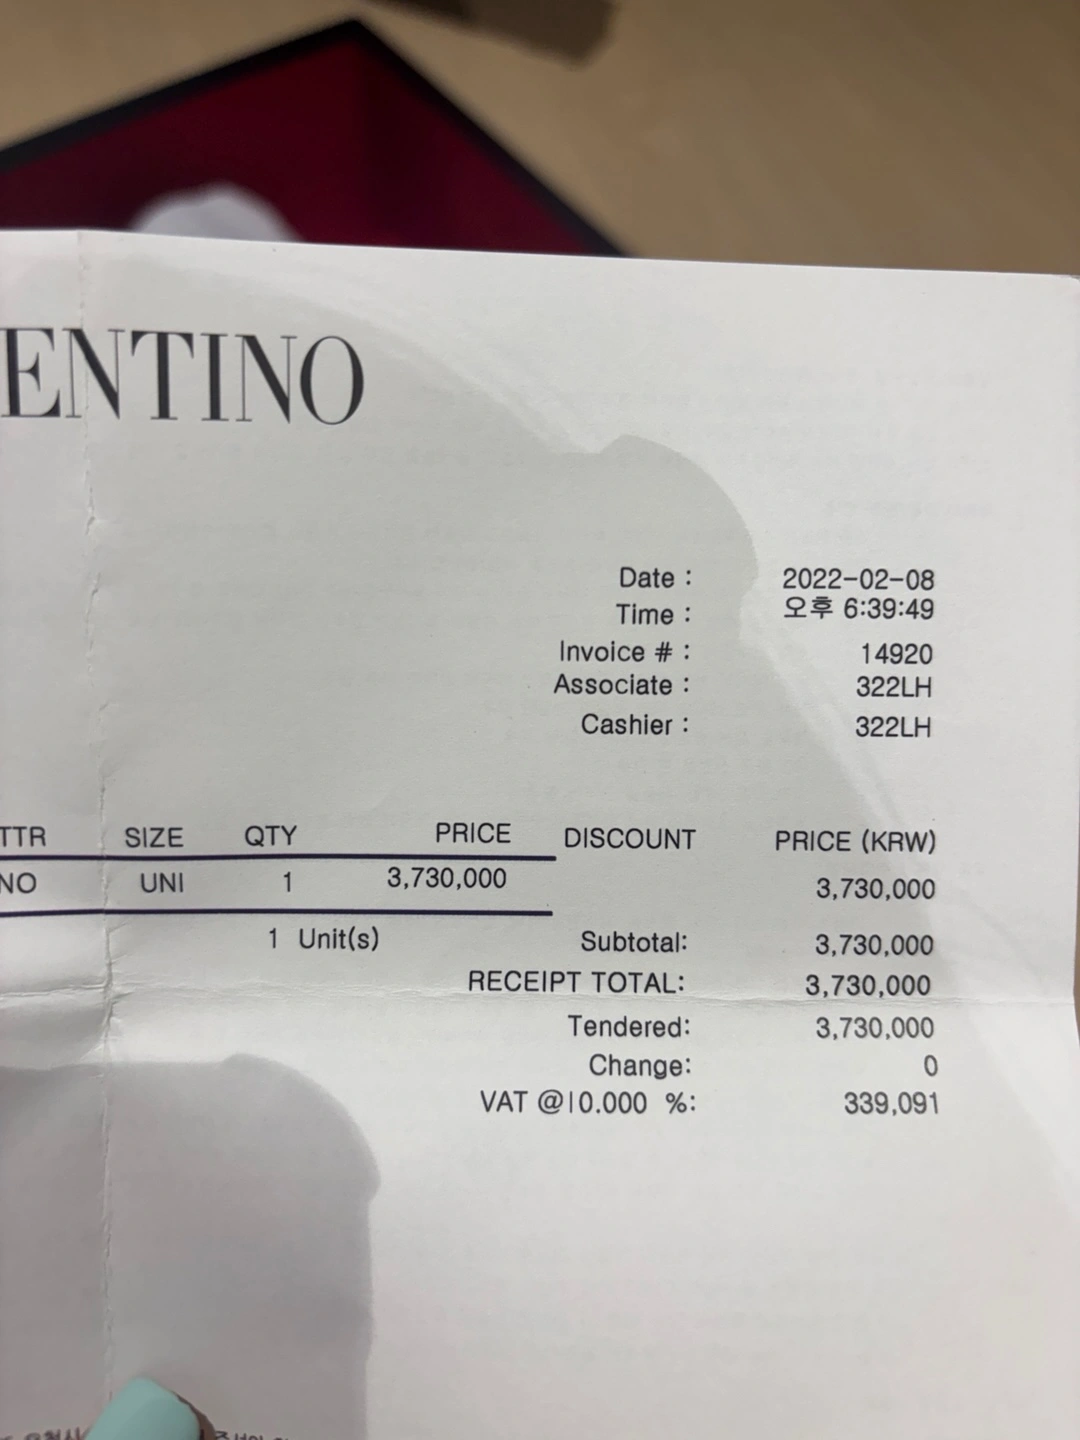 ENTINO
Date : 2022-02-08
Time : 오후 6:39:49
Invoice # : 14920
Associate : 322LH
Cashier : 322LH
TTR SIZE QTY PRICE DISCOUNT PRICE (KRW)
NO UNI 1 3,730,000 3,730,000
1 Unit(s) Subtotal: 3,730,000
RECEIPT TOTAL: 3,730,000
Tendered: 3,730,000
Change: 0
VAT @10.000 %: 339,091